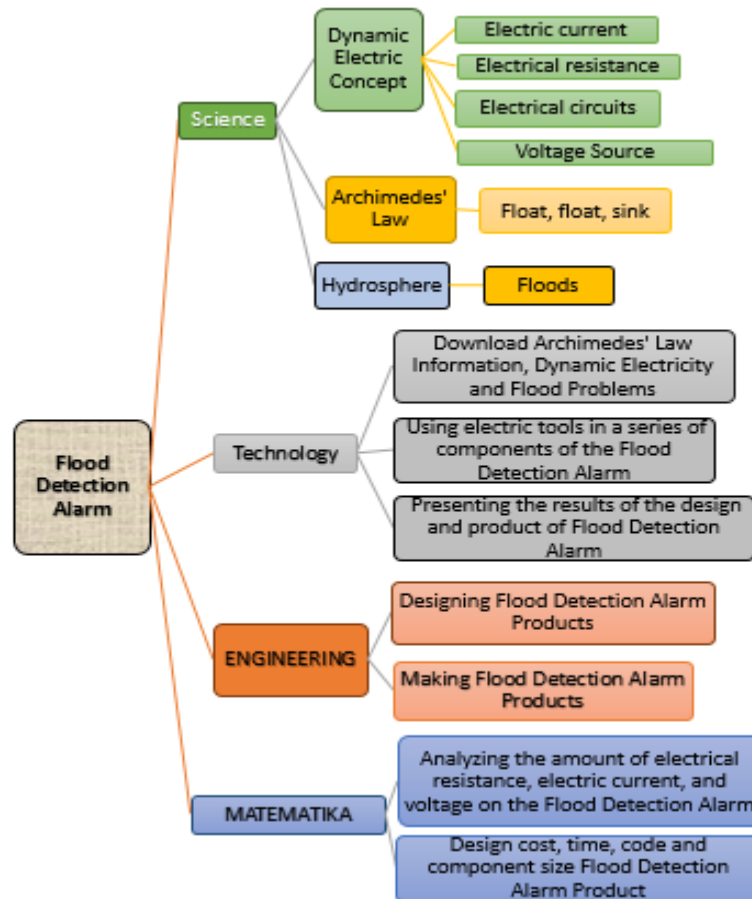 Flood
Detection
Alarm
Science
Dynamic
Electric
Concept
Electric current
Electrical resistance
Electrical circuits
Voltage Source
Archimedes'
Law
Float, float, sink
Hydrosphere
Floods
Technology
Download Archimedes' Law
Information, Dynamic Electricity
and Flood Problems
Using electric tools in a series of
components of the Flood
Detection Alarm
Presenting the results of the design
and product of Flood Detection
Alarm
ENGINEERING
Designing Flood Detection Alarm
Products
Making Flood Detection Alarm
Products
MATEMATIKA
Analyzing the amount of electrical
resistance, electric current, and
voltage on the Flood Detection Alarm
Design cost, time, code and
component size Flood Detection
Alarm Product